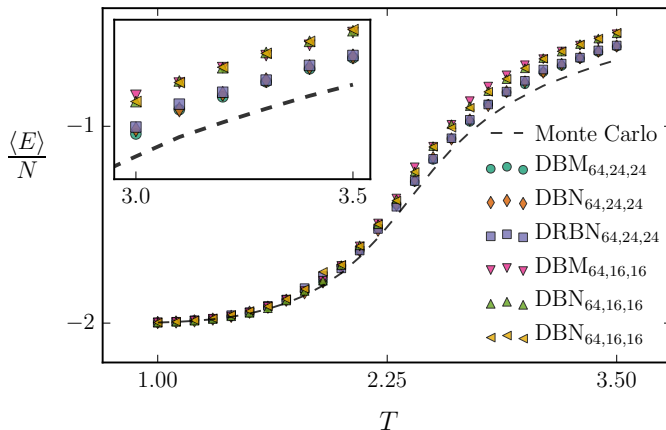 3.0
3.5
−1
−2
⟨E⟩
N
1.00
2.25
3.50
T
Monte Carlo
DBM64,24,24
DBN64,24,24
DRBN64,24,24
DBM64,16,16
DBN64,16,16
DBN64,16,16